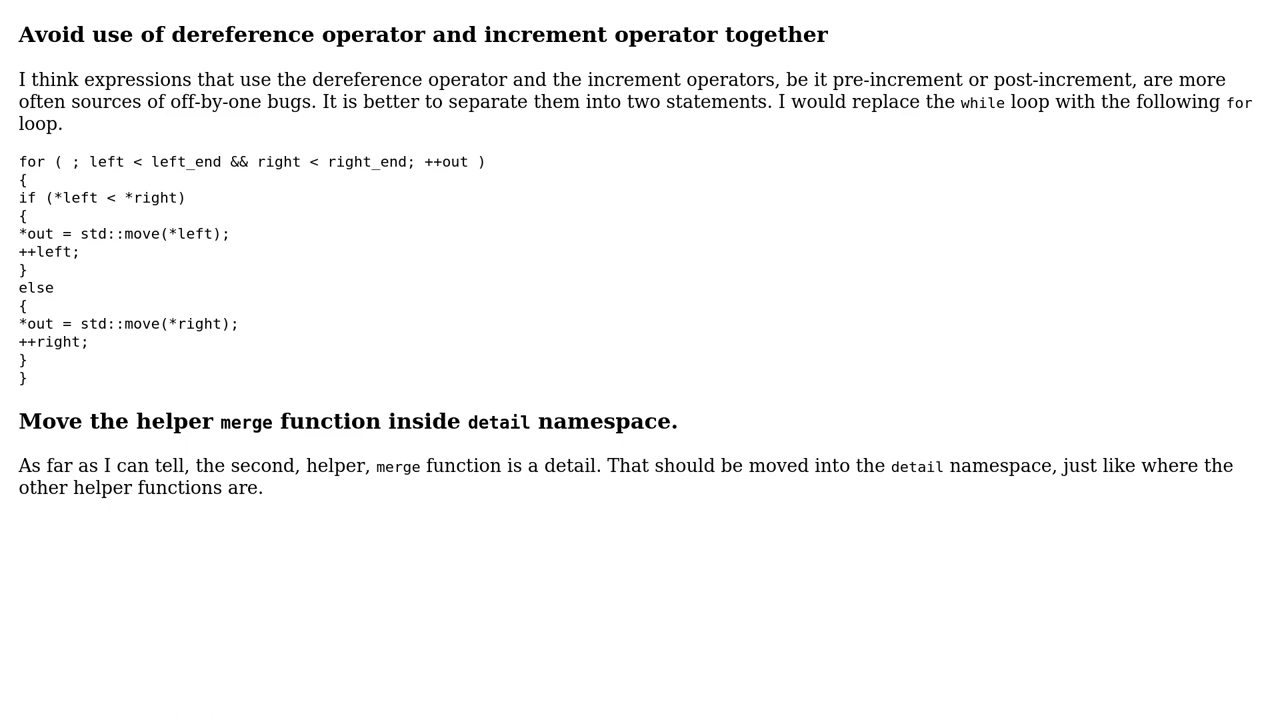 Avoid use of dereference operator and increment operator together
I think expressions that use the dereference operator and the increment operators, be it pre-increment or post-increment, are more
often sources of off-by-one bugs. It is better to separate them into two statements. I would replace the while loop with the following for
loop.
for ( ; left < left_end && right < right_end; ++out )
{
if (*left < *right)
{
*out = std::move(*left);
++left;
}
else
{
*out = std::move(*right);
++right;
}
}
Move the helper merge function inside detail namespace.
As far as I can tell, the second, helper, merge function is a detail. That should be moved into the detail namespace, just like where the
other helper functions are.